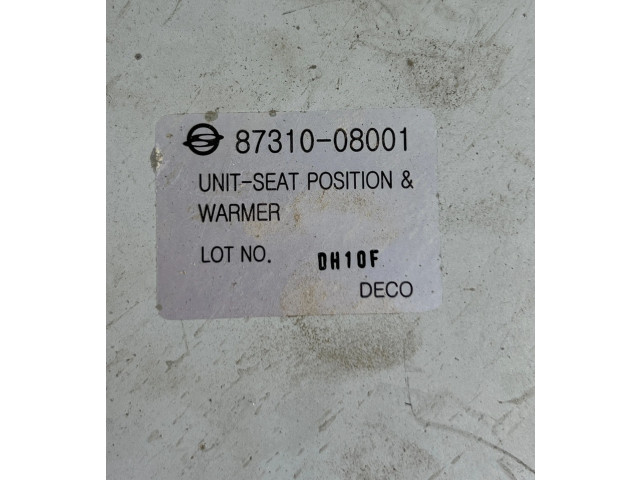 87310-08001
UNIT-SEAT POSITION &
WARMER
LOT NO. DH10F
DECO